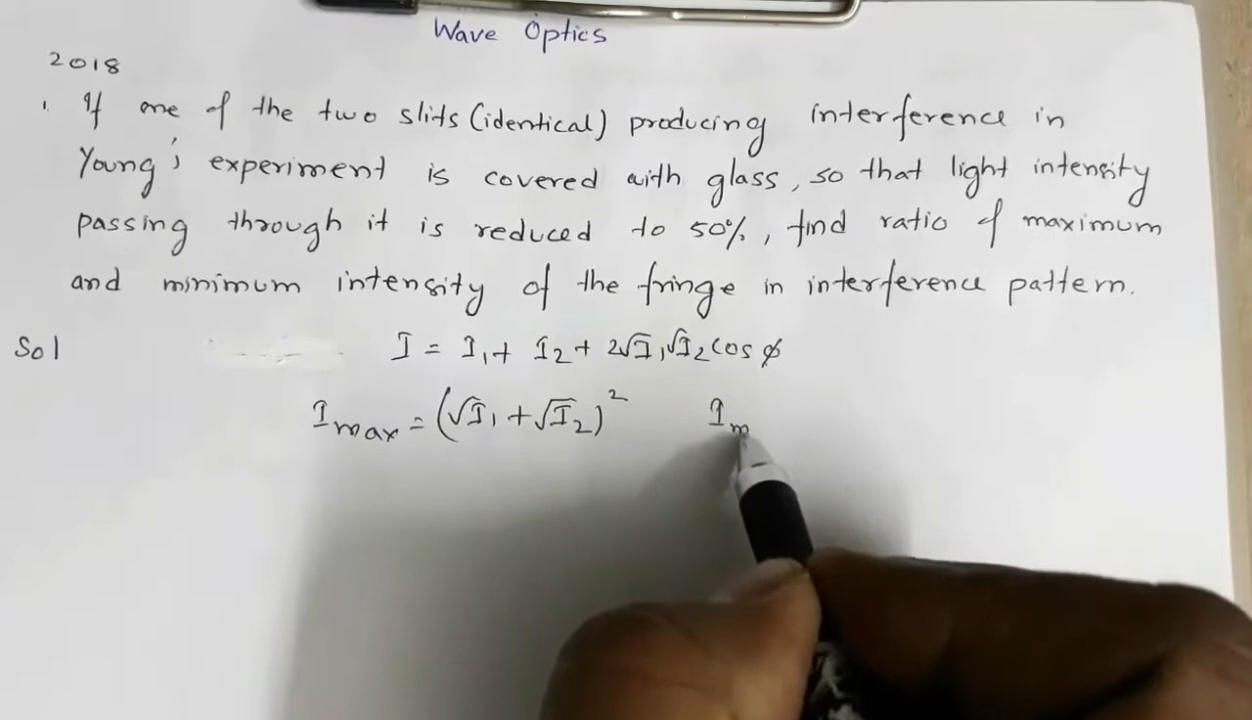 Wave Optics
2018
1. If one of the two slits (identical) producing interference in
Young's experiment is covered with glass, so that light intensity
passing through it is reduced to 50%, find ratio of maximum
and minimum intensity of the fringe in interference pattern.
Sol I = I₁ + I₂ + 2√I₁√I₂ cos φ
Imax = (√I₁ + √I₂)² Im